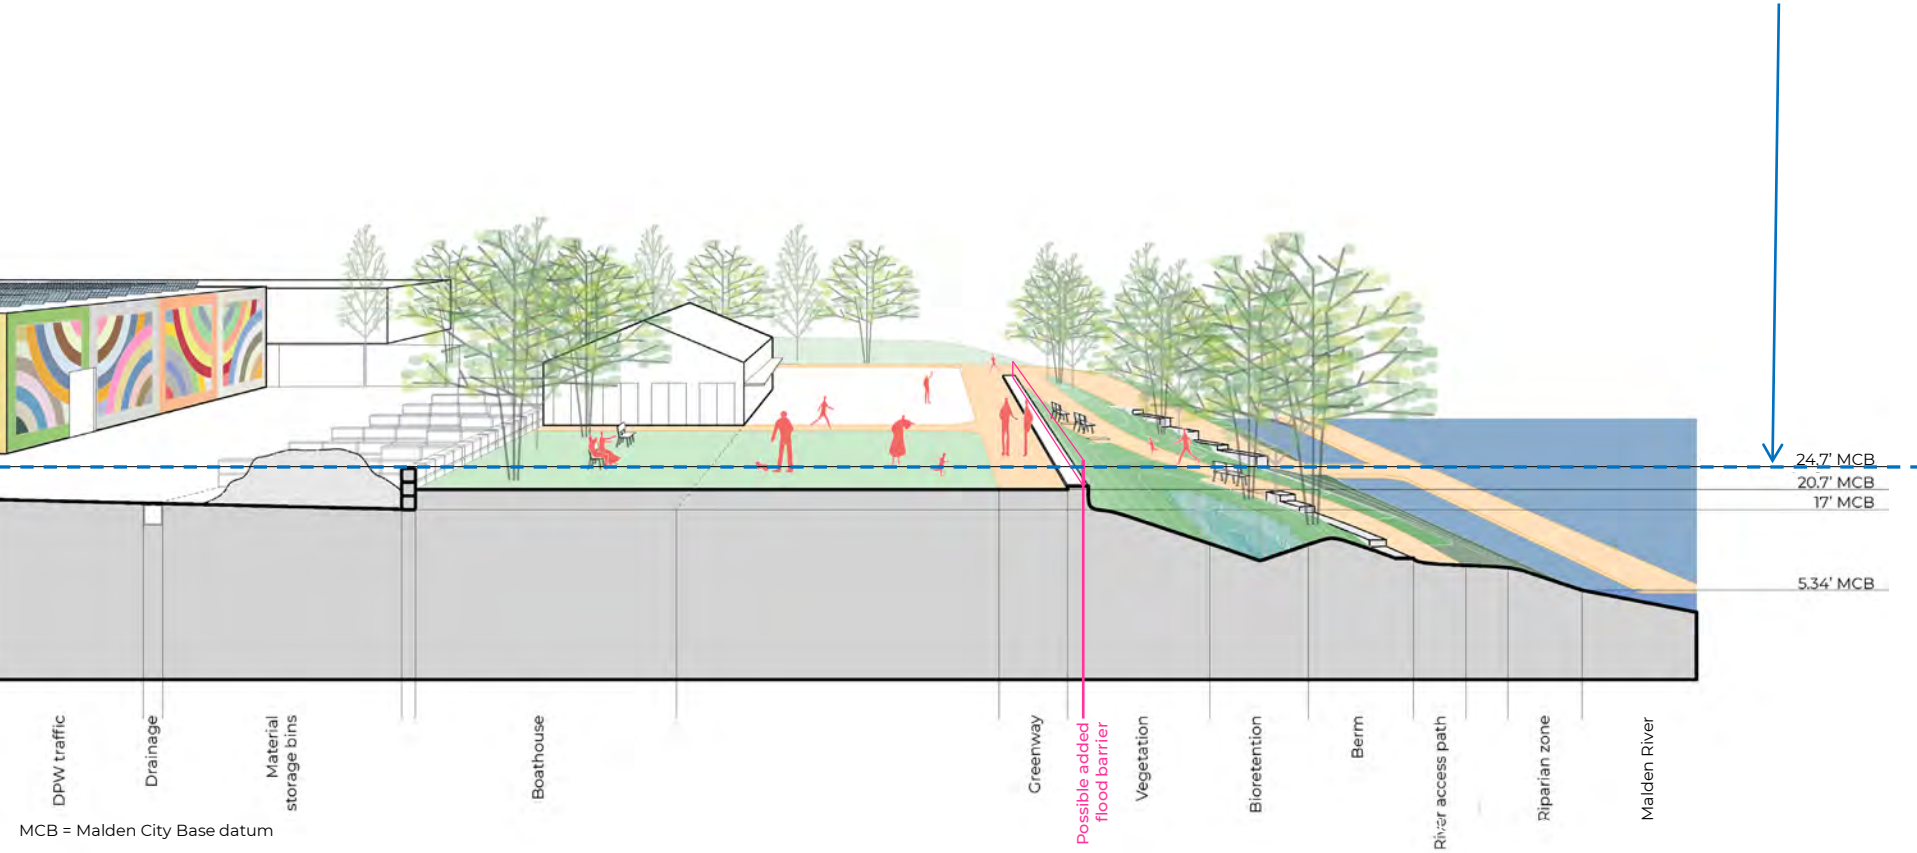 24.7' MCB
20.7' MCB
17' MCB
5.34' MCB
DPW traffic
Drainage
Material
storage bins
Boathouse
Greenway
Possible added
flood barrier
Vegetation
Bioretention
Berm
River access path
Riparian zone
Malden River
MCB = Malden City Base datum